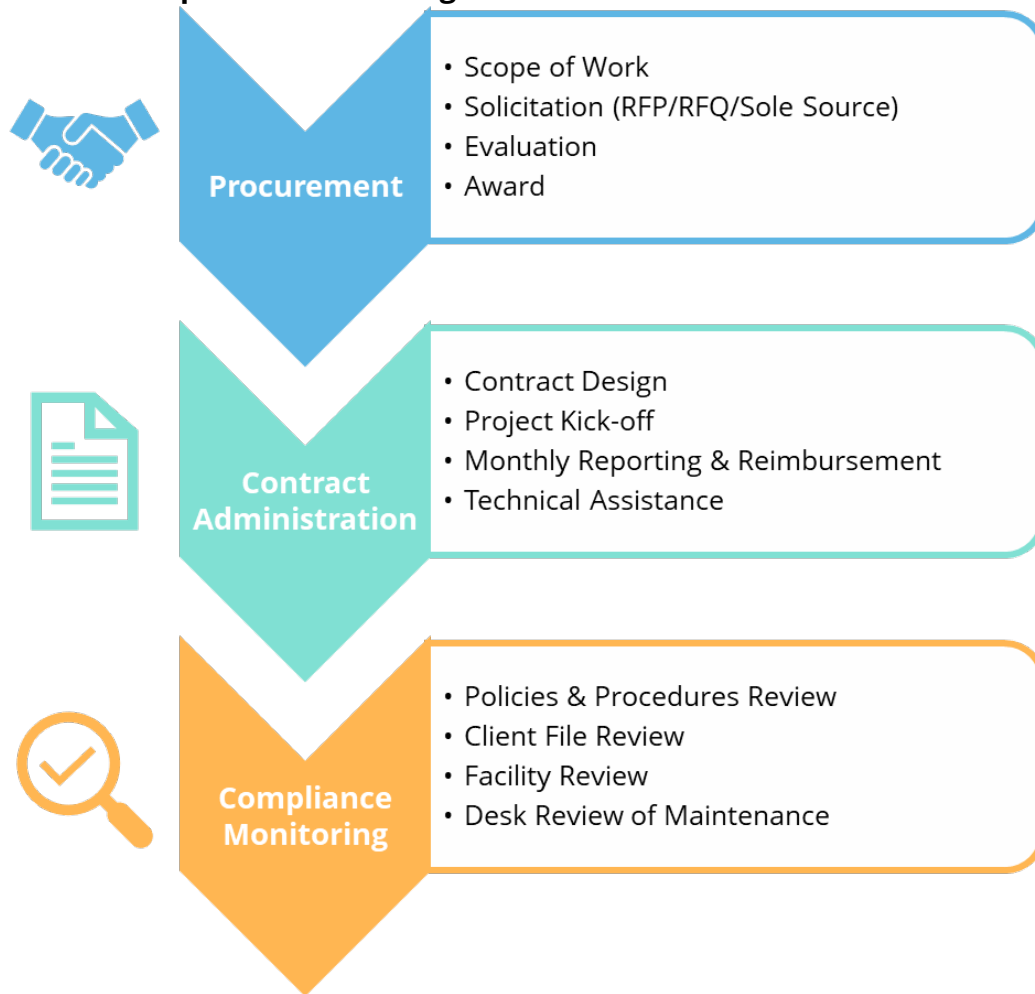 Procurement
• Scope of Work
• Solicitation (RFP/RFQ/Sole Source)
• Evaluation
• Award
Contract
Administration
• Contract Design
• Project Kick-off
• Monthly Reporting & Reimbursement
• Technical Assistance
Compliance
Monitoring
• Policies & Procedures Review
• Client File Review
• Facility Review
• Desk Review of Maintenance